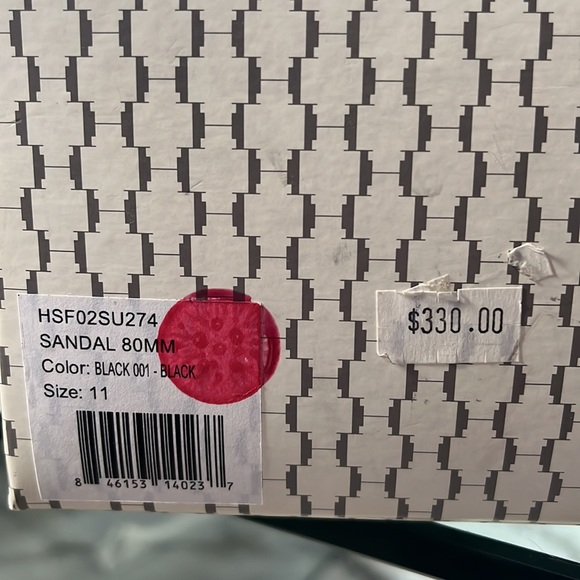 HSF02SU274
SANDAL 80MM
Color: BLACK 001 - BLACK
Size: 11
8 46153 14023 7
$330.00